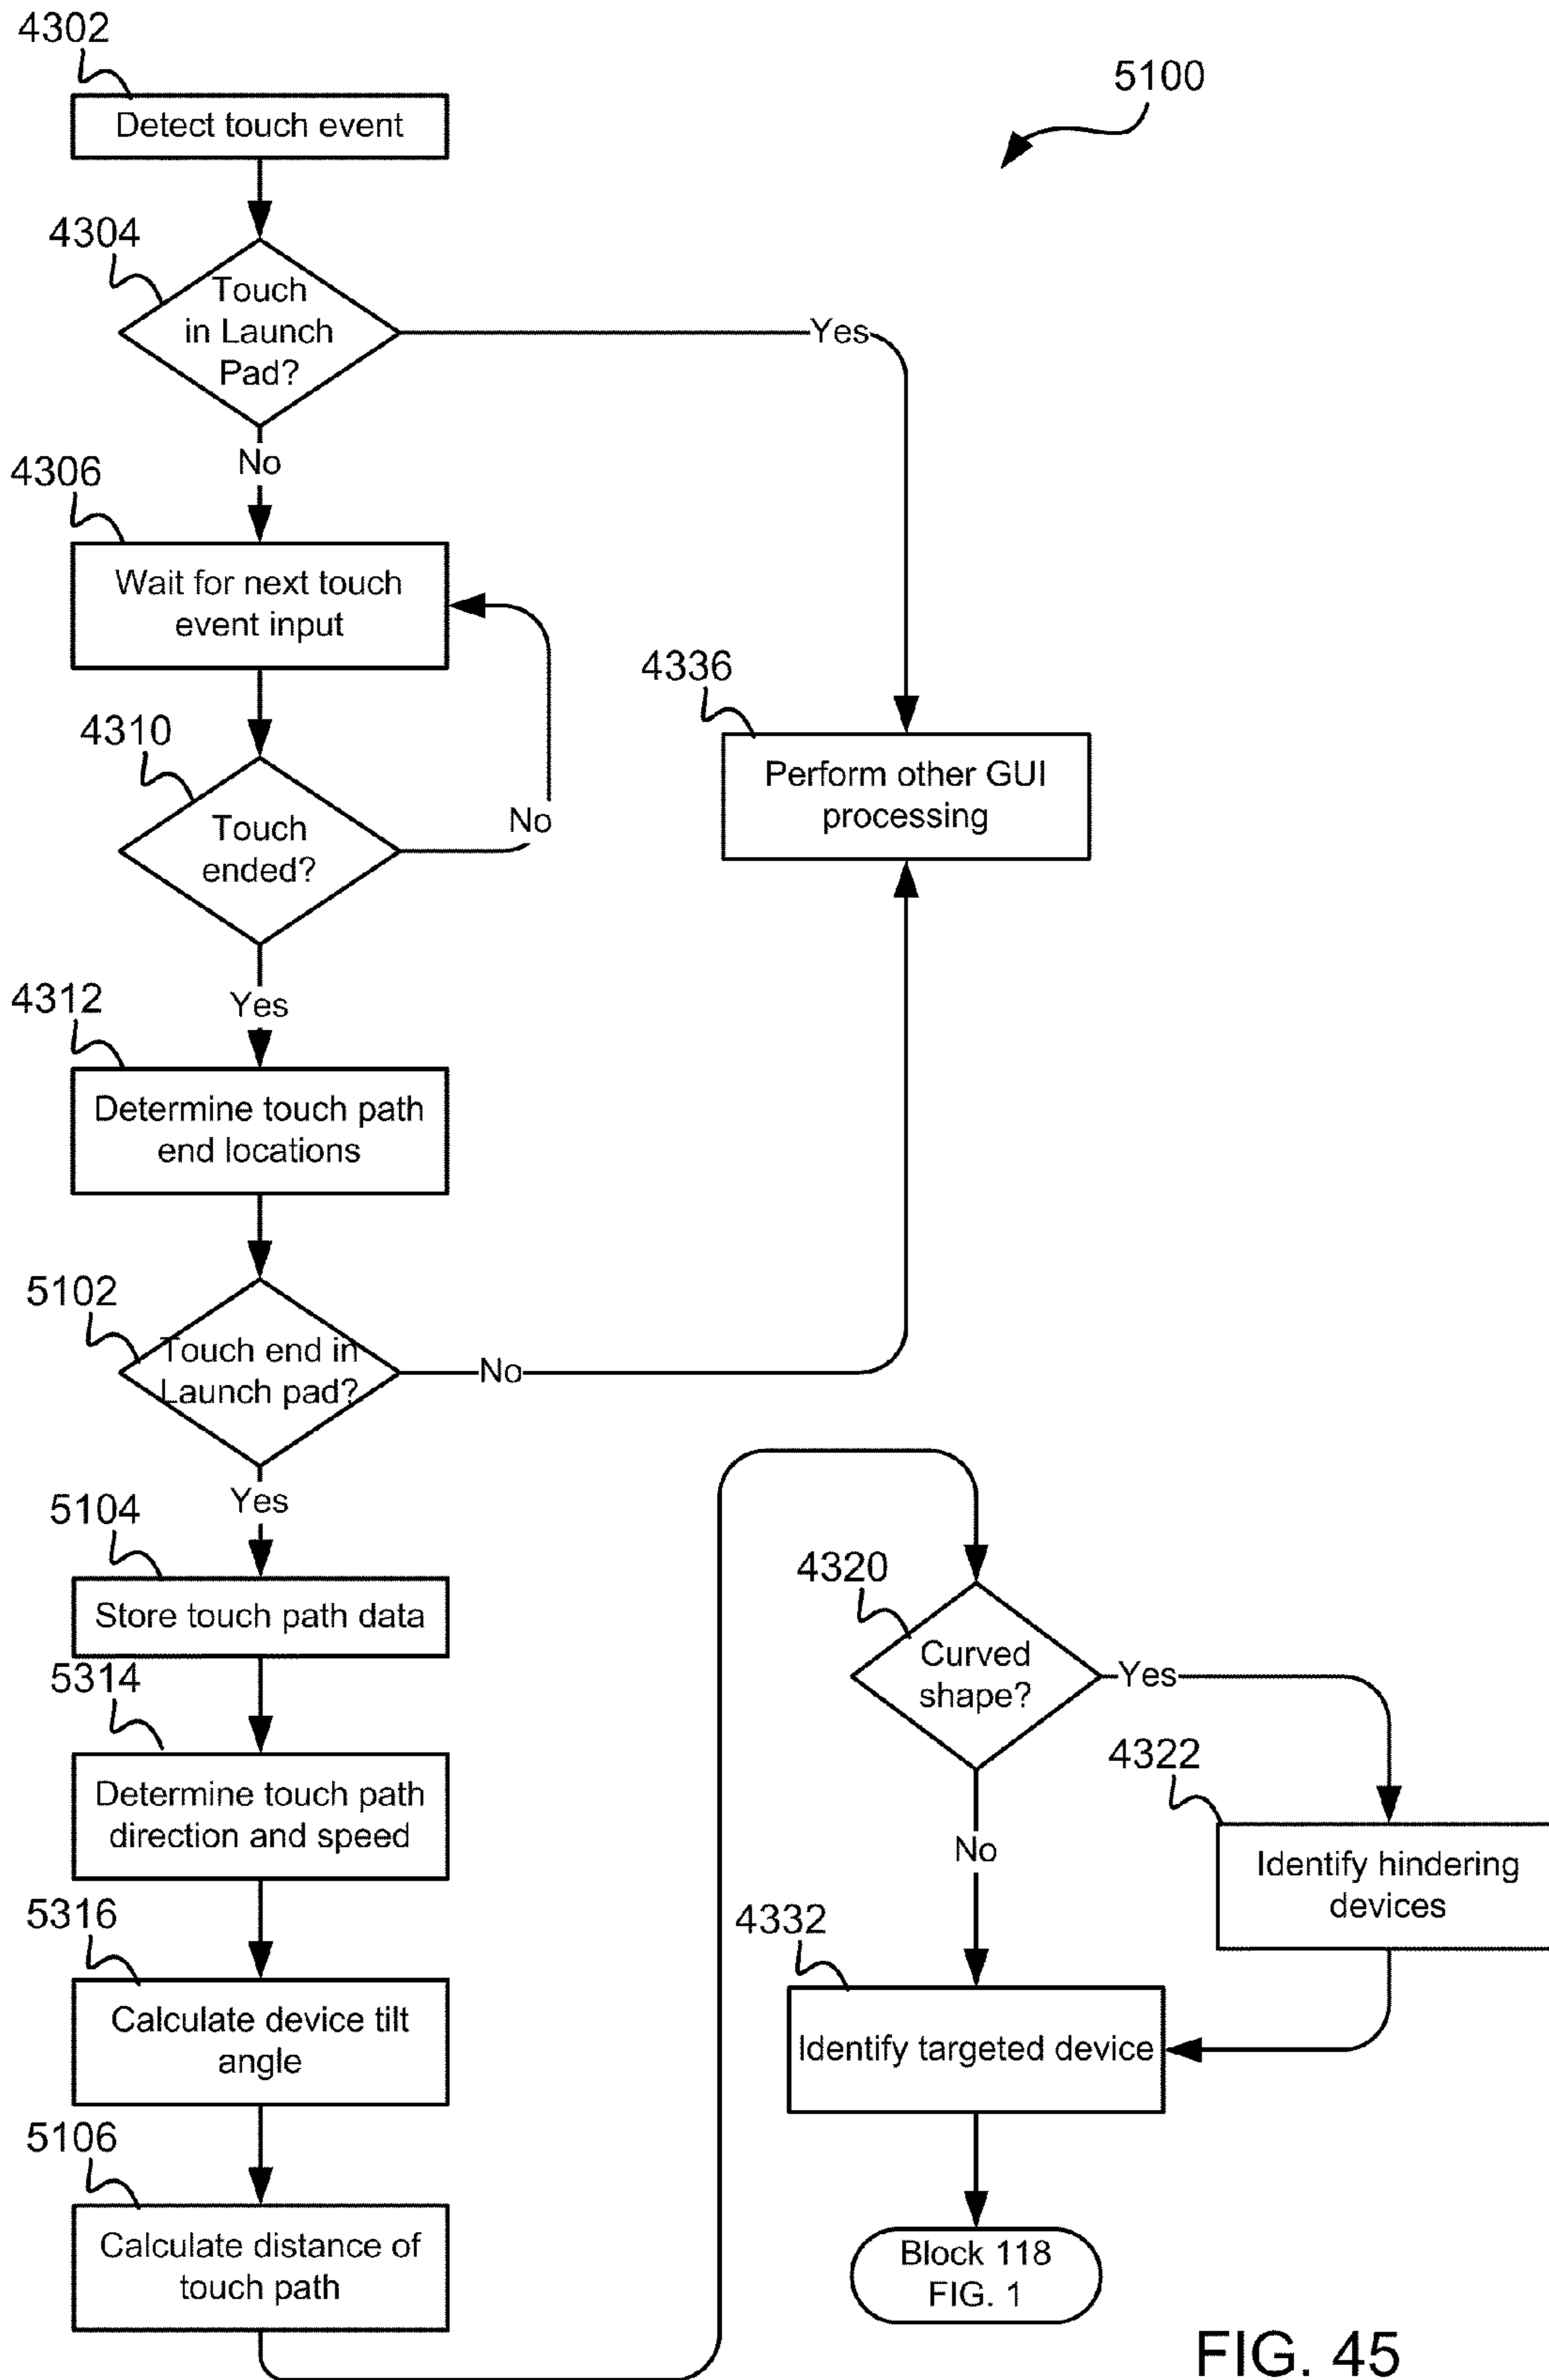 4302
5100
Detect touch event
4304
Touch
in Launch
Pad?
Yes
No
4306
Wait for next touch
event input
4336
4310
Perform other GUI
processing
Touch
ended?
No
Yes
4312
Determine touch path
end locations
5102
Touch end in
Launch pad?
No
Yes
5104
Store touch path data
4320
Curved
shape?
Yes
5314
Determine touch path
direction and speed
4322
No
Identify hindering
devices
5316
4332
Calculate device tilt
angle
Identify targeted device
5106
Calculate distance of
touch path
Block 118
FIG. 1
FIG. 45